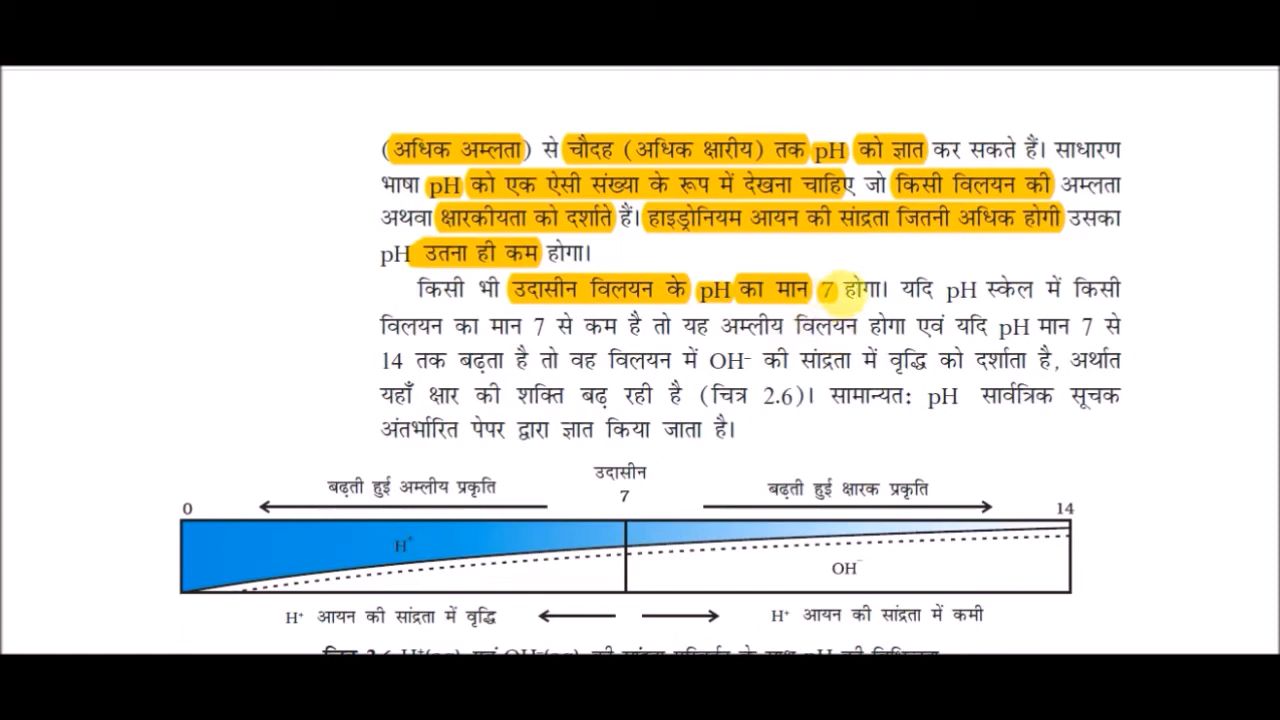 (अधिक अम्लता) से चौदह (अधिक क्षारीय) तक pH को ज्ञात कर सकते हैं। साधारण
भाषा pH को एक ऐसी संख्या के रूप में देखना चाहिए जो किसी विलयन की अम्लता
अथवा क्षारकीयता को दर्शाते हैं। हाइड्रोनियम आयन की सांद्रता जितनी अधिक होगी उसका
pH उतना ही कम होगा।
किसी भी उदासीन विलयन के pH का मान 7 होगा। यदि pH स्केल में किसी
विलयन का मान 7 से कम है तो यह अम्लीय विलयन होगा एवं यदि pH मान 7 से
14 तक बढ़ता है तो वह विलयन में OH⁻ की सांद्रता में वृद्धि को दर्शाता है, अर्थात
यहाँ क्षार की शक्ति बढ़ रही है (चित्र 2.6)। सामान्यतः pH सार्वत्रिक सूचक
अंतर्भारित पेपर द्वारा ज्ञात किया जाता है।
उदासीन
बढ़ती हुई अम्लीय प्रकृति
7
बढ़ती हुई क्षारक प्रकृति
0
14
H⁺
OH⁻
H⁺ आयन की सांद्रता में वृद्धि
H⁺ आयन की सांद्रता में कमी